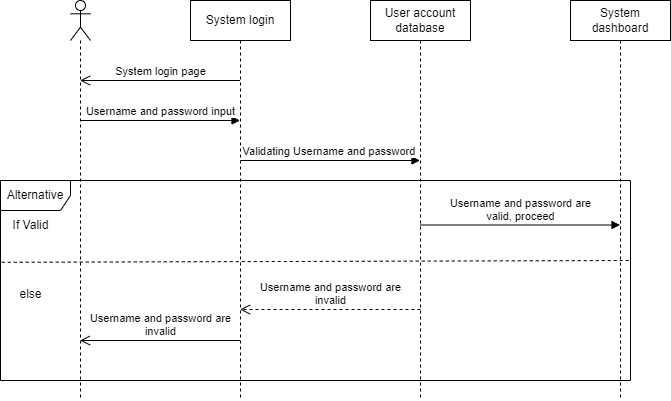 System login
User account
database
System
dashboard
System login page
Username and password input
Validating Username and password
Alternative
If Valid
Username and password are
valid, proceed
else
Username and password are
invalid
Username and password are
invalid